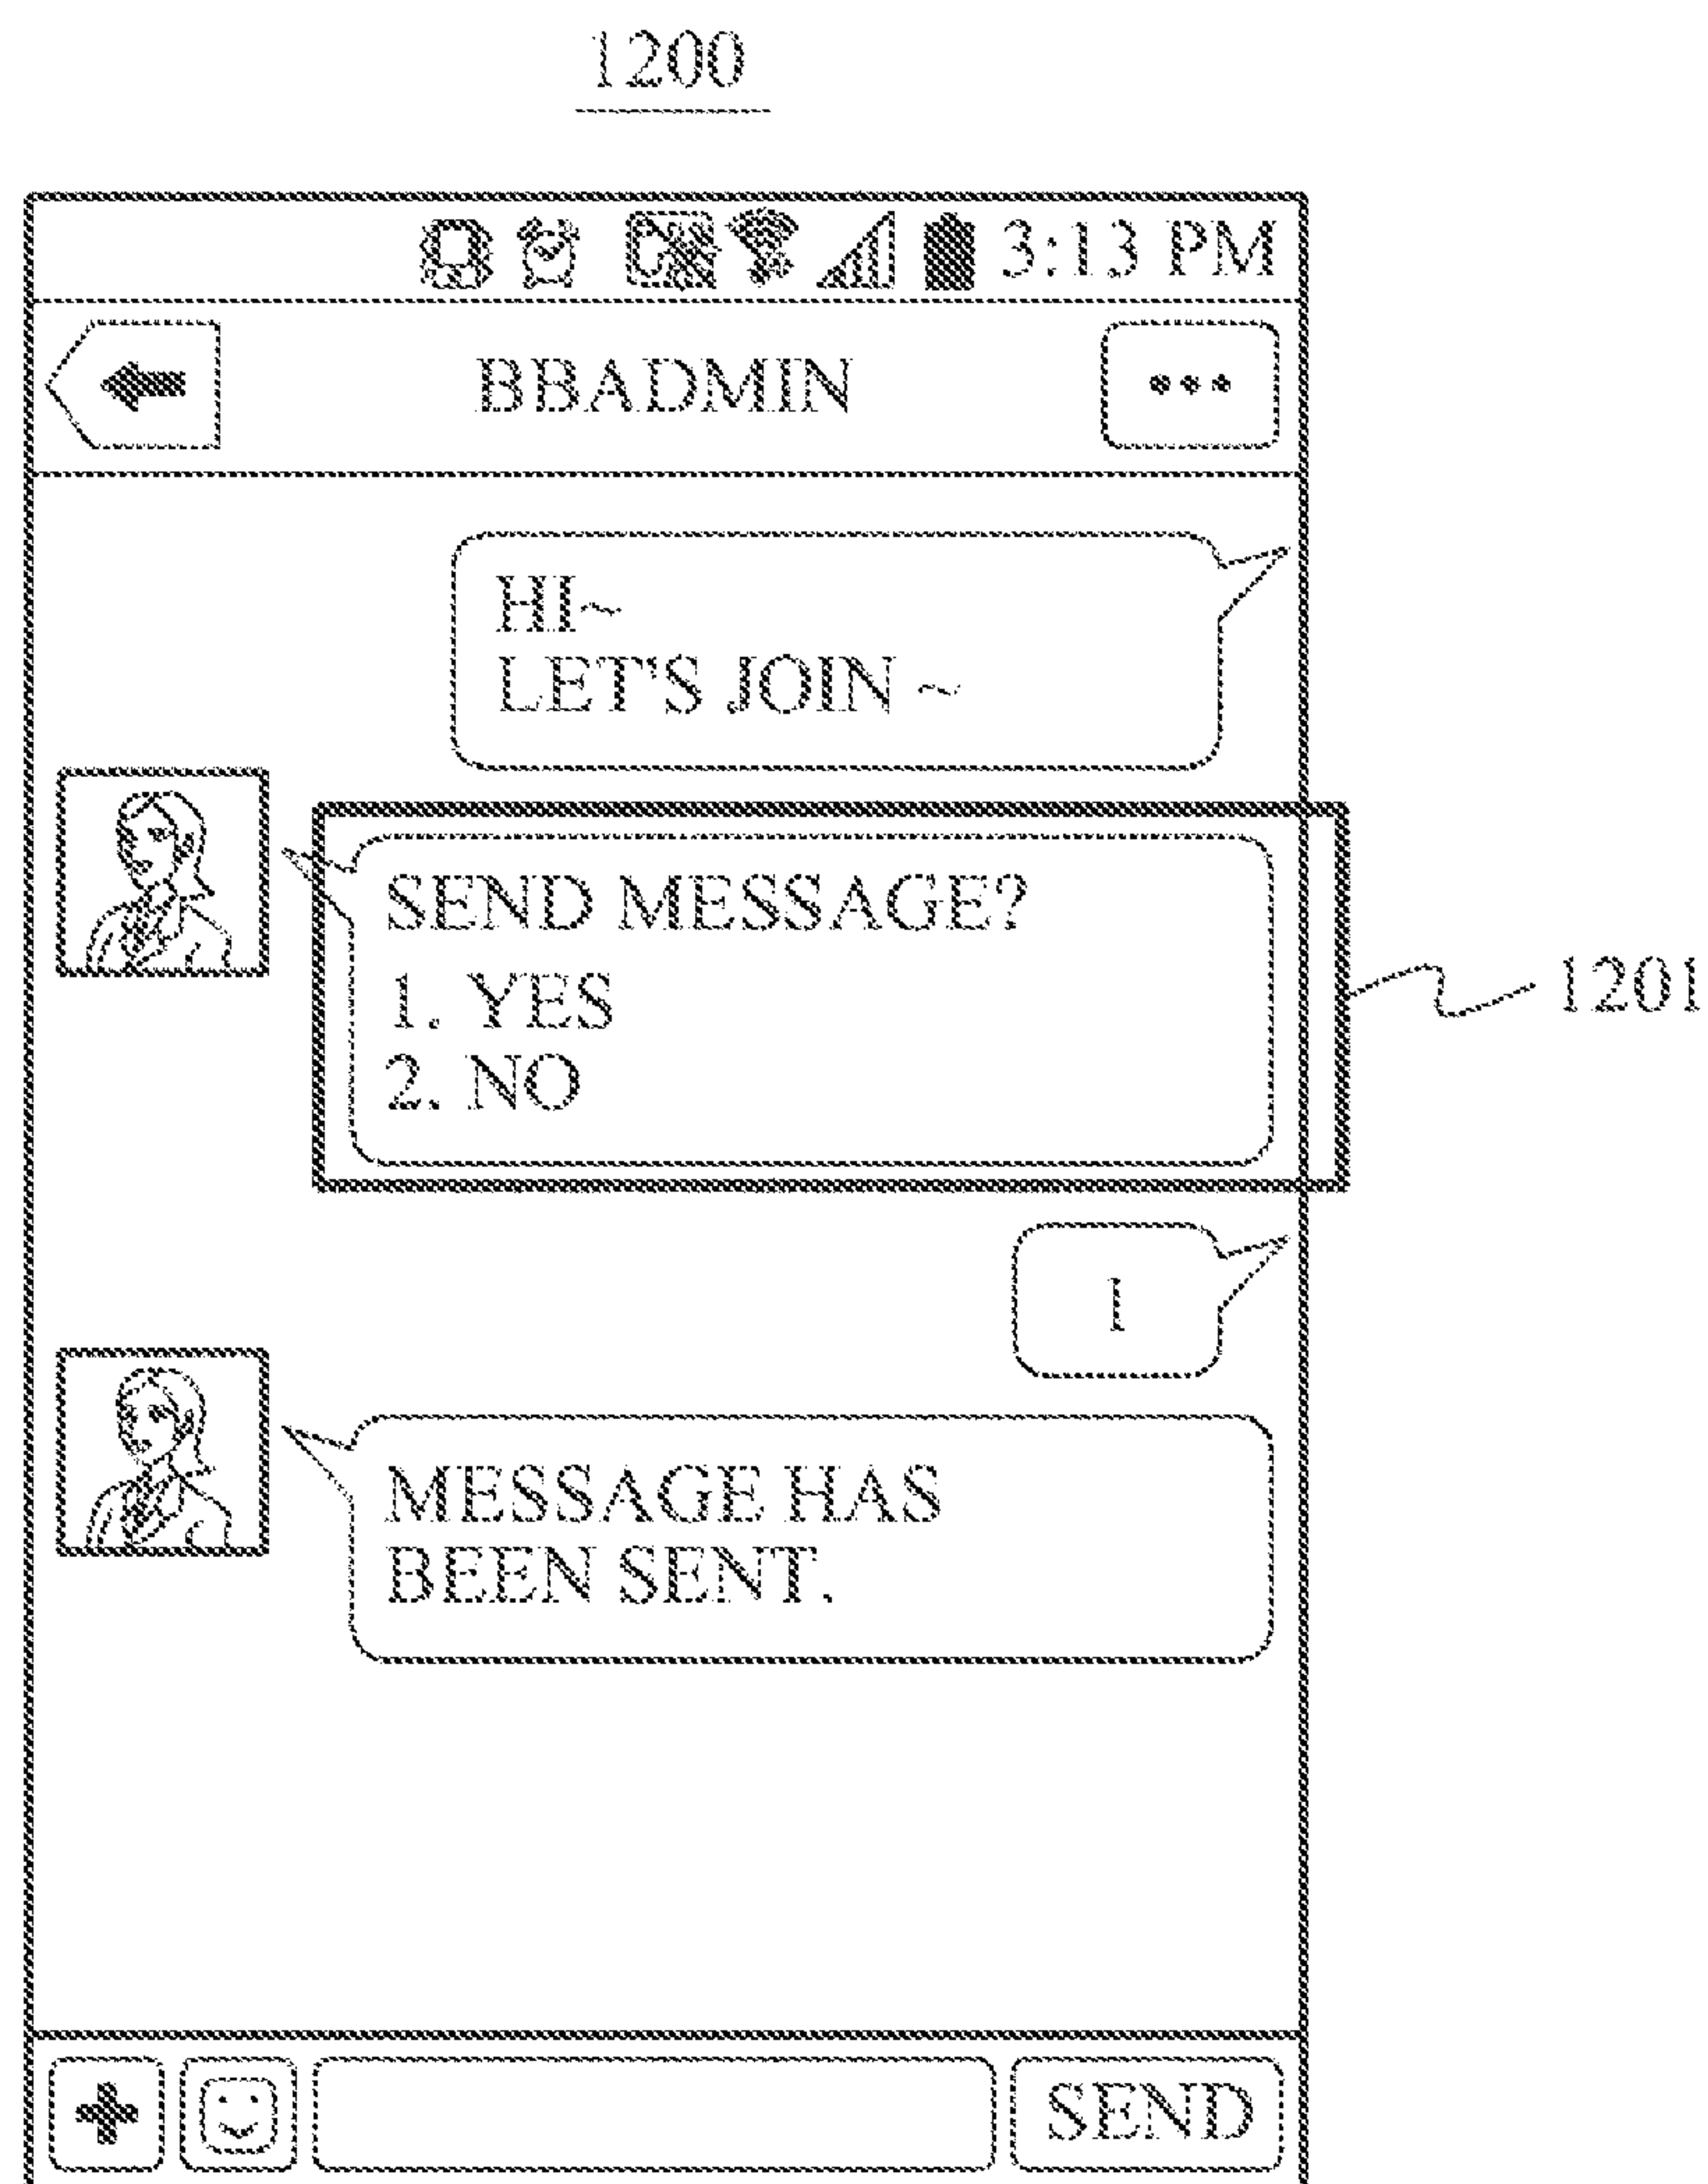 1200
3:13 PM
BBADMIN
HI~
LET'S JOIN ~
SEND MESSAGE?
1. YES
2. NO
1201
1
MESSAGE HAS
BEEN SENT.
SEND